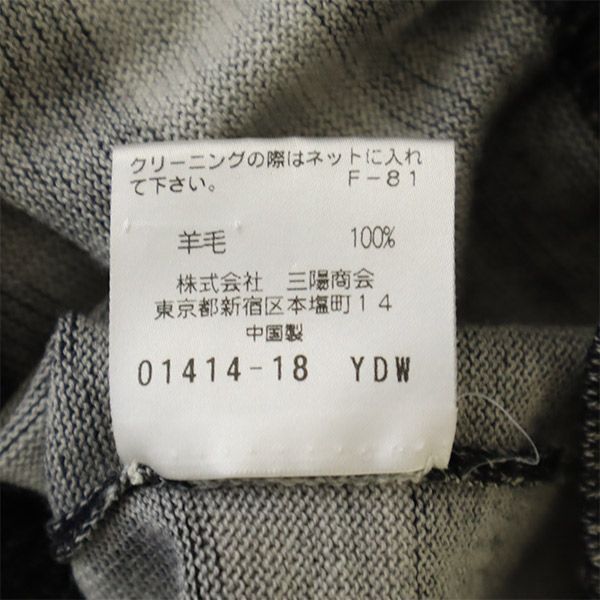 クリーニングの際はネットに入れ
て下さい。 F-81
羊毛 100%
株式会社 三陽商会
東京都新宿区本塩町14
中国製
01414-18 YDW